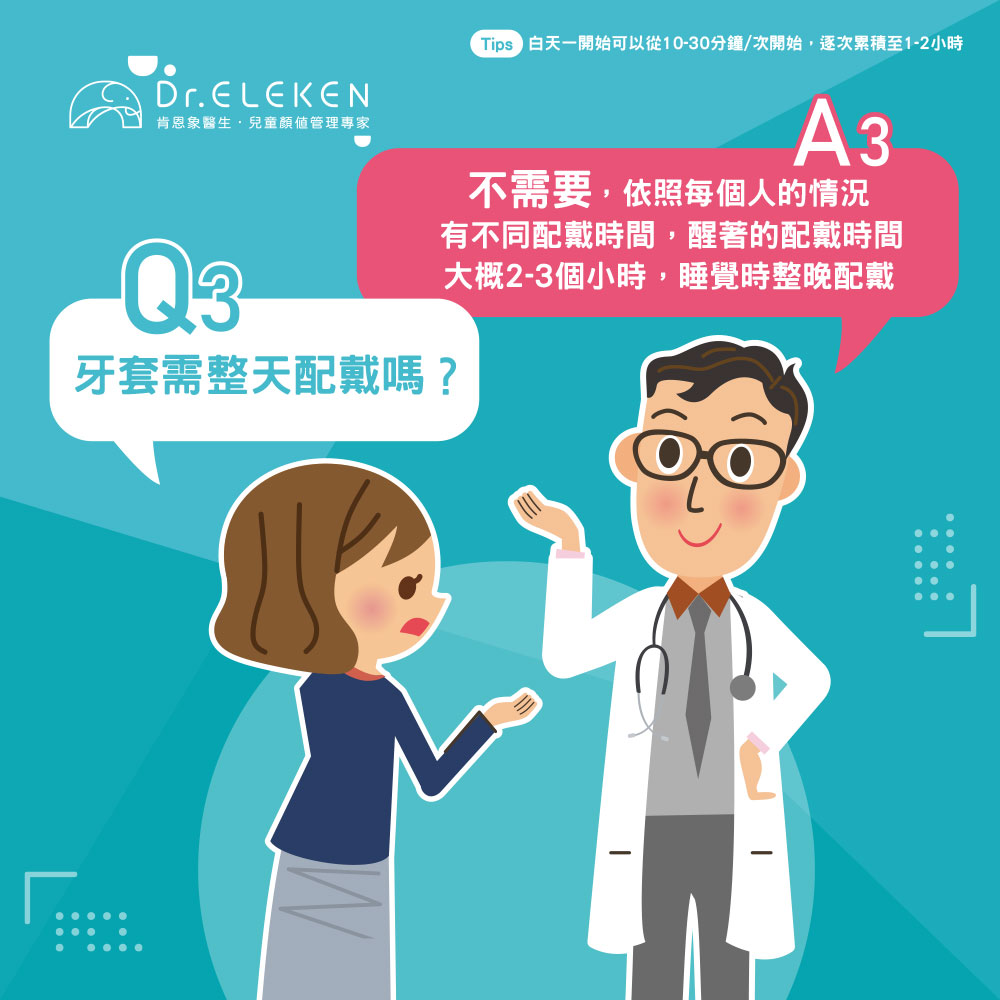 Tips 白天一開始可以從10-30分鐘/次開始，逐次累積至1-2小時
Dr.ELEKEN
肯恩象醫生・兒童顏值管理專家
Q3
牙套需整天配戴嗎？
A3
不需要，依照每個人的情況
有不同配戴時間，醒著的配戴時間
大概2-3個小時，睡覺時整晚配戴